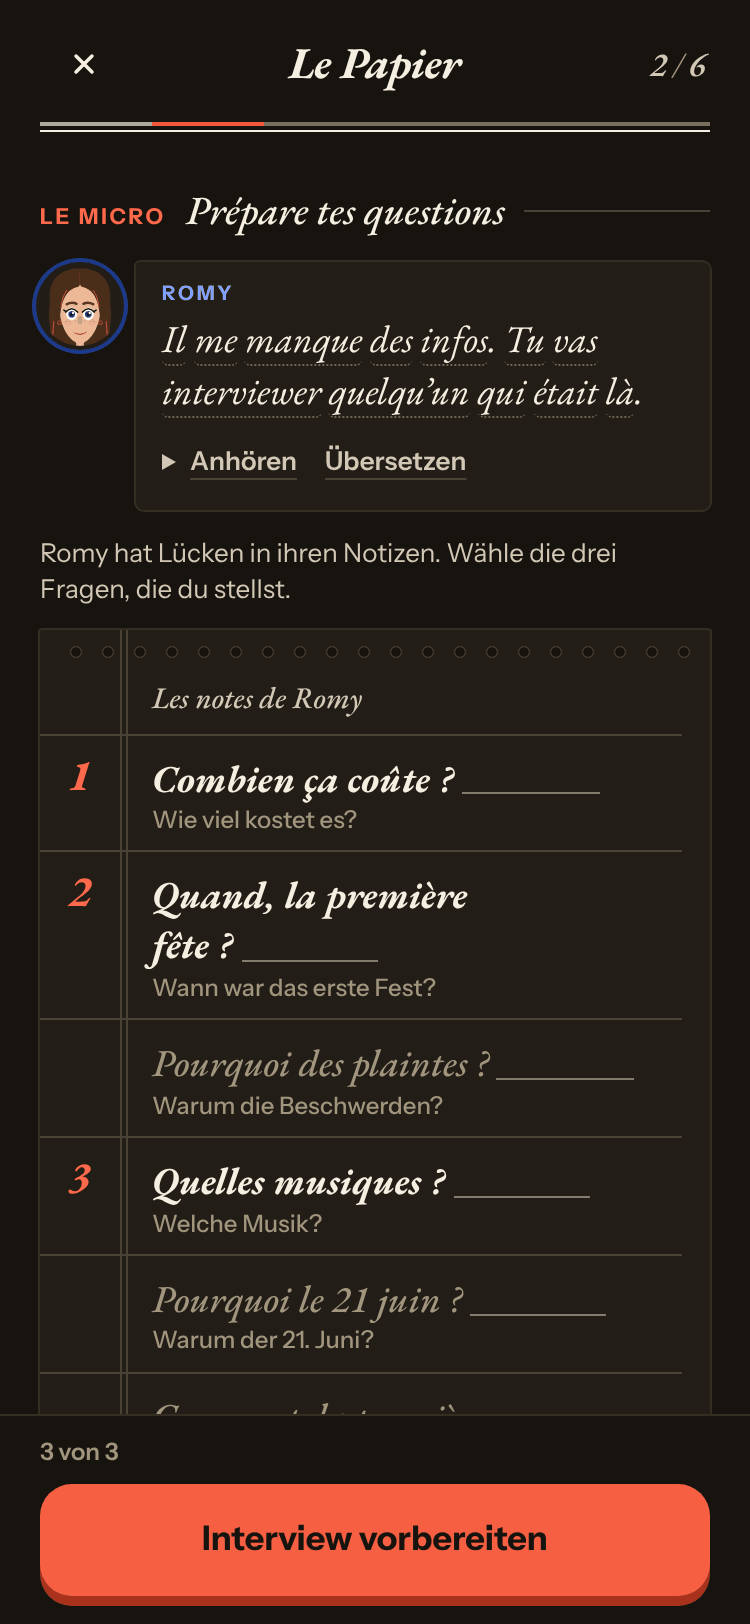 Le Papier
2 / 6
LE MICRO Prépare tes questions
ROMY
Il me manque des infos. Tu vas
interviewer quelqu’un qui était là.
Anhören Übersetzen
Romy hat Lücken in ihren Notizen. Wähle die drei
Fragen, die du stellst.
Les notes de Romy
1 Combien ça coûte ?
Wie viel kostet es?
2 Quand, la première
fête ?
Wann war das erste Fest?
Pourquoi des plaintes ?
Warum die Beschwerden?
3 Quelles musiques ?
Welche Musik?
Pourquoi le 21 juin ?
Warum der 21. Juni?
3 von 3
Interview vorbereiten